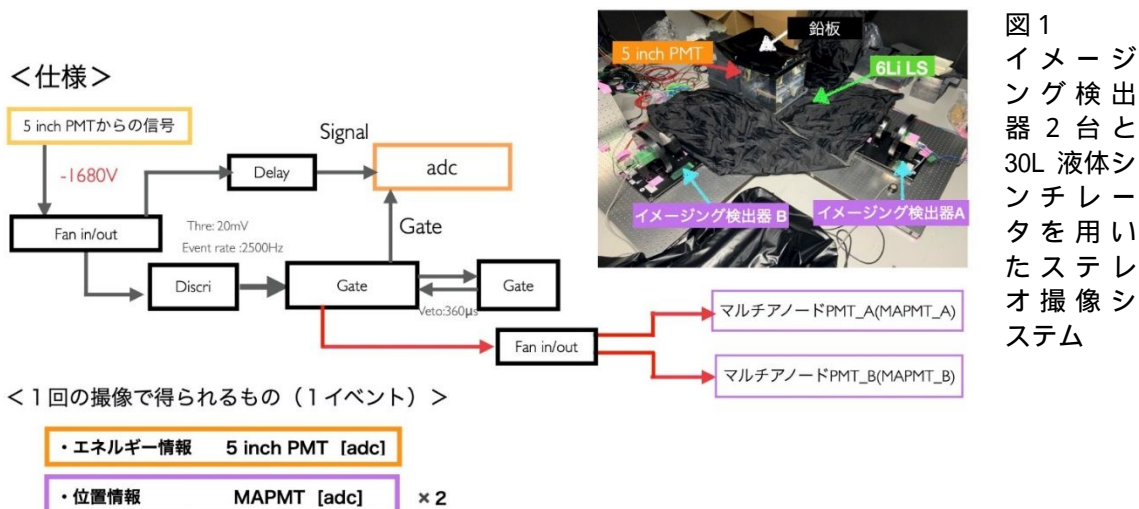 鉛板
5 inch PMT
6Li LS
イメージング検出器 B
イメージング検出器A
図1
イメージ
ング検出
器 2 台と
30L 液体シ
ンチレー
タを用い
たステレ
オ撮像シ
ステム
＜仕様＞
5 inch PMTからの信号
-1680V
Fan in/out
Delay
Signal
adc
Thre: 20mV
Event rate :2500Hz
Gate
Discri
Gate
Gate
Veto:360μs
Fan in/out
マルチアノードPMT_A(MAPMT_A)
マルチアノードPMT_B(MAPMT_B)
＜１回の撮像で得られるもの（１イベント）＞
・エネルギー情報 5 inch PMT [adc]
・位置情報 MAPMT [adc] ×2